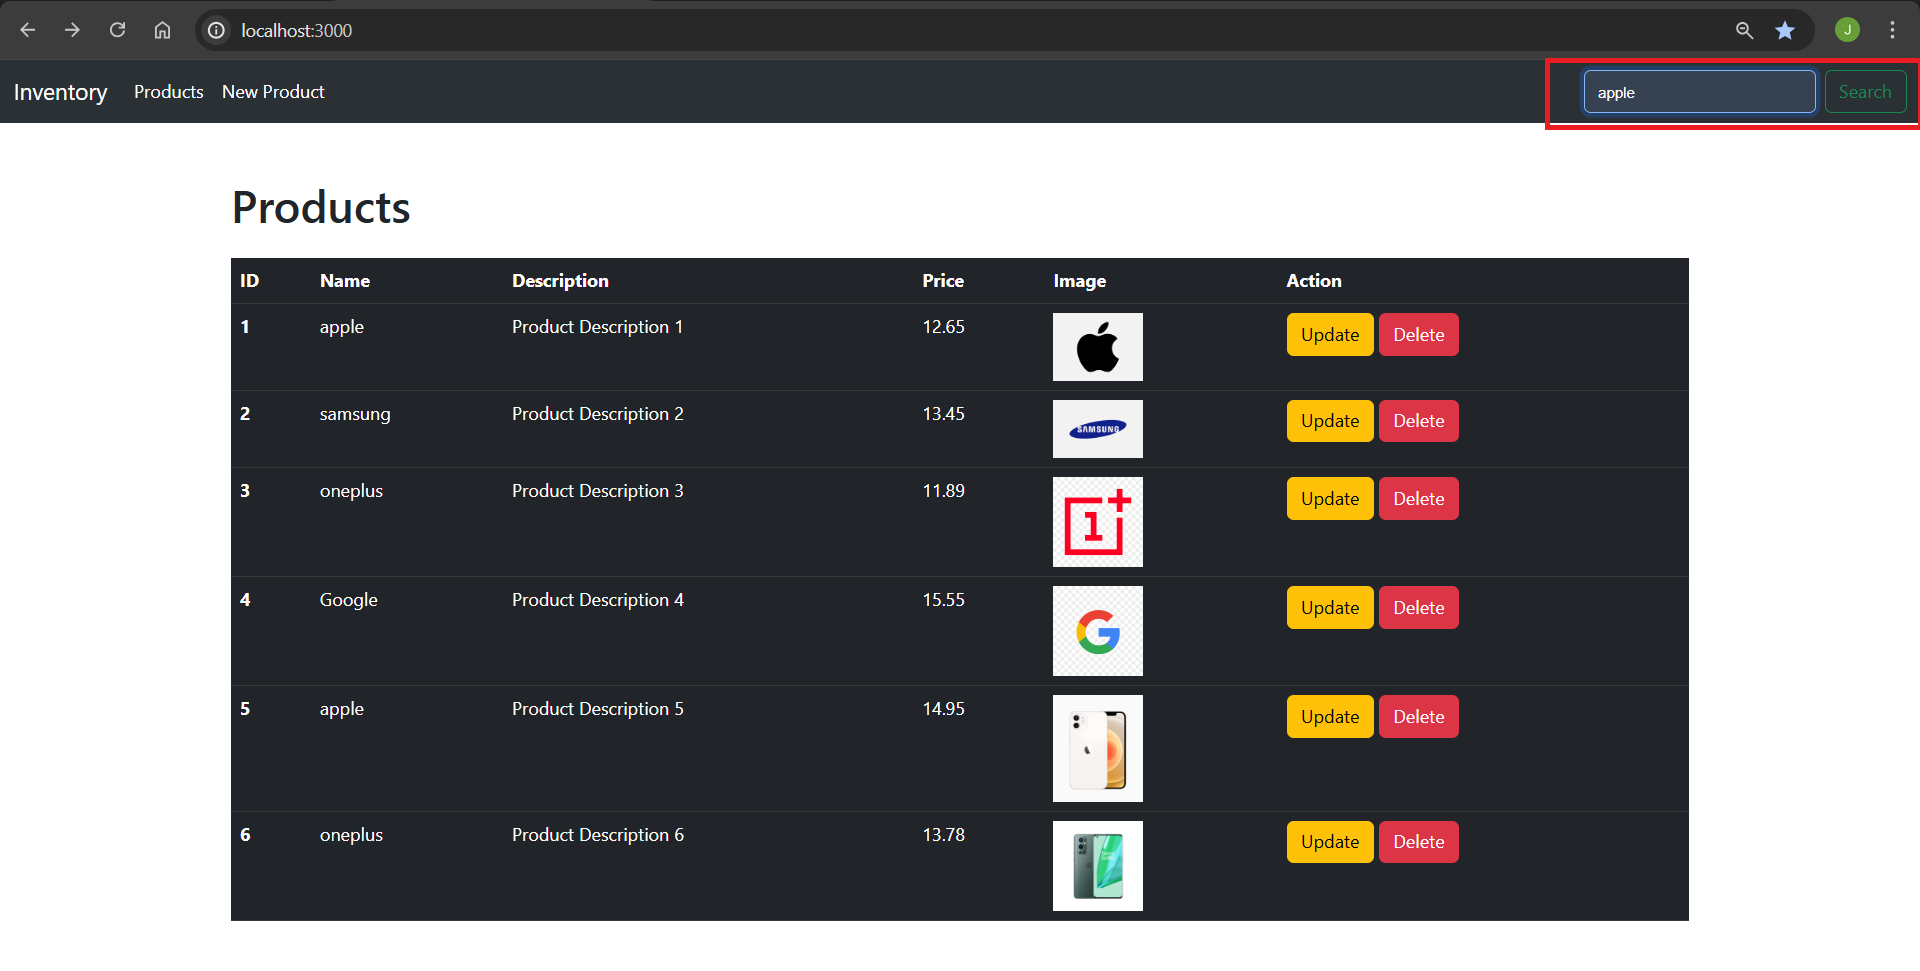 localhost:3000
J
Inventory Products New Product apple Search
Products
ID Name Description Price Image Action
1 apple Product Description 1 12.65 Update Delete
2 samsung Product Description 2 13.45 SAMSUNG Update Delete
3 oneplus Product Description 3 11.89 1+ Update Delete
4 Google Product Description 4 15.55 G Update Delete
5 apple Product Description 5 14.95 Update Delete
6 oneplus Product Description 6 13.78 Update Delete